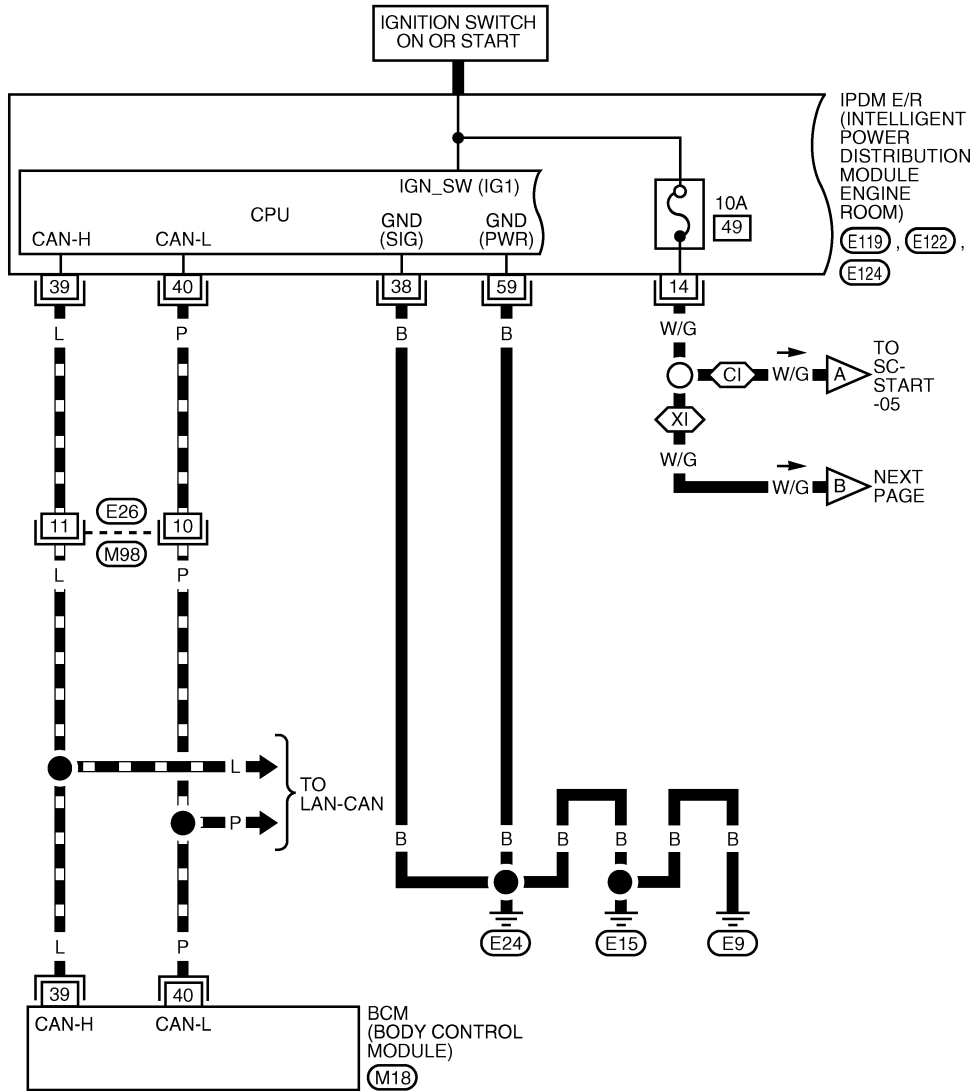 IGNITION SWITCH
ON OR START
IPDM E/R
(INTELLIGENT
POWER
DISTRIBUTION
MODULE
ENGINE
ROOM)
E119 , E122 ,
E124
IGN_SW (IG1)
CPU
CAN-H
CAN-L
GND
(SIG)
GND
(PWR)
10A
49
39
40
38
59
14
L
P
B
B
W/G
CI
W/G
A
TO
SC-
START
-05
XI
W/G
W/G
B
NEXT
PAGE
11
E26
10
M98
L
P
L
P
TO
LAN-CAN
B
B
B
B
B
B
E24
E15
E9
L
P
39
40
CAN-H
CAN-L
BCM
(BODY CONTROL
MODULE)
M18